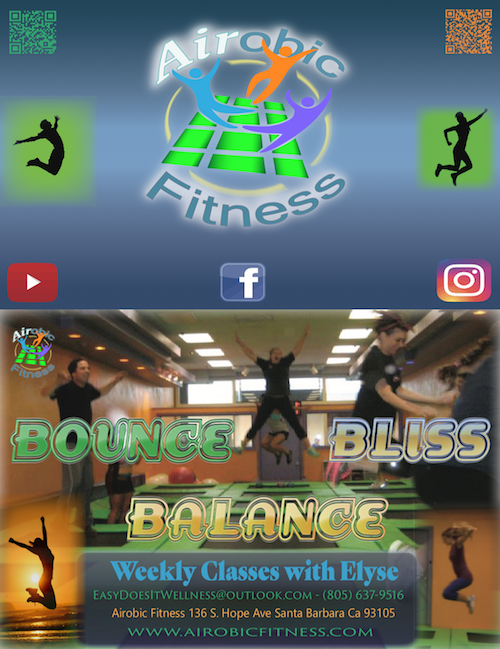 Airobic
Fitness
Airobic
Fitness
BOUNCE BLISS
BALANCE
Weekly Classes with Elyse
EasyDoesItWellness@outlook.com - (805) 637-9516
Airobic Fitness 136 S. Hope Ave Santa Barbara Ca 93105
www.airobicfitness.com